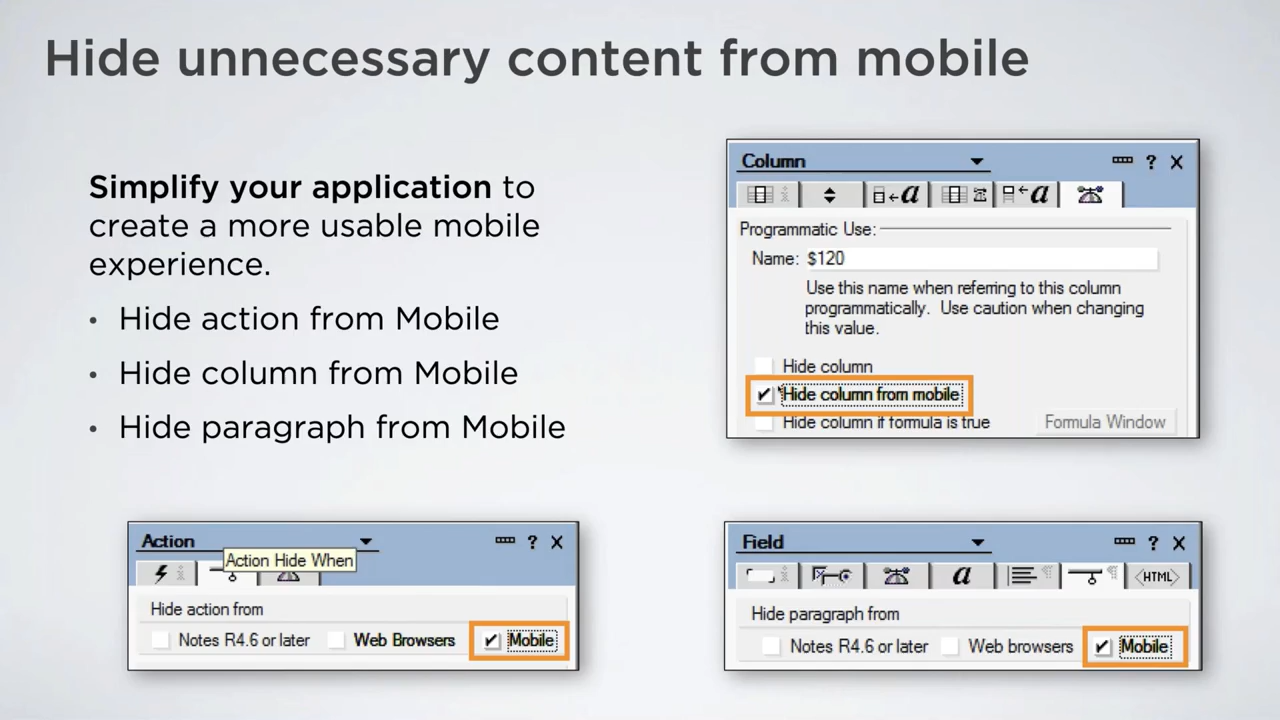 Hide unnecessary content from mobile
Simplify your application to
create a more usable mobile
experience.
• Hide action from Mobile
• Hide column from Mobile
• Hide paragraph from Mobile
Column
? X
a
a
Programmatic Use:
Name: $120
Use this name when referring to this column
programmatically. Use caution when changing
this value.
Hide column
Hide column from mobile
Hide column if formula is true
Formula Window
Action
? X
Action Hide When
Hide action from
Notes R4.6 or later Web Browsers Mobile
Field
? X
a
<HTML>
Hide paragraph from
Notes R4.6 or later Web browsers Mobile